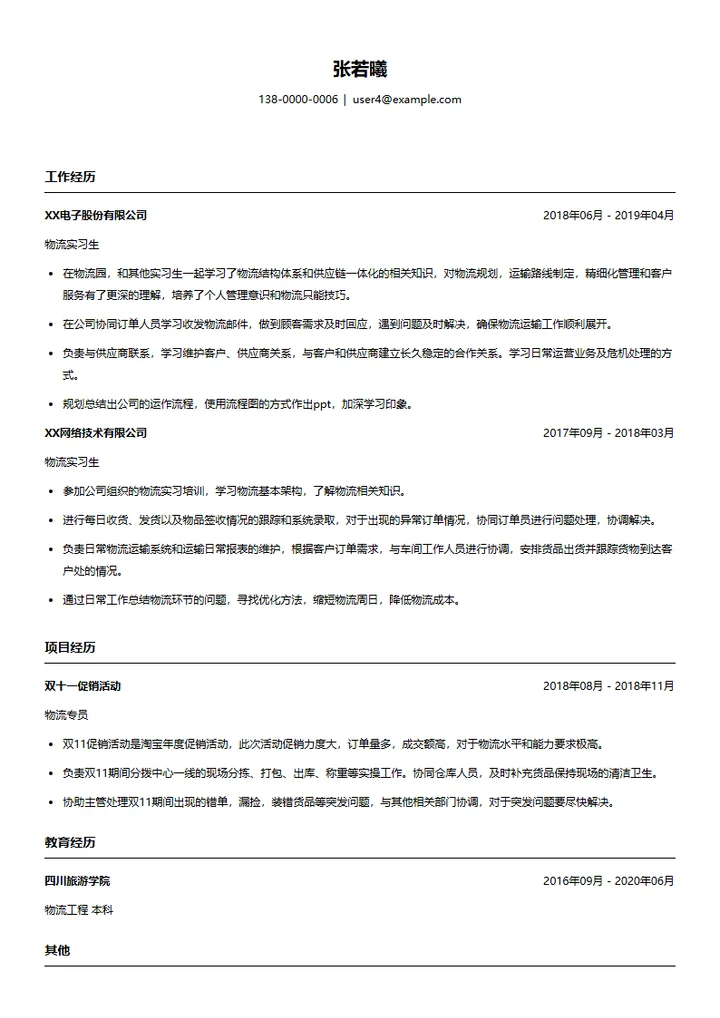 张若曦
138-0000-0006 | user4@example.com
工作经历
XX电子股份有限公司 2018年06月 - 2019年04月
物流实习生
• 在物流园，和其他实习生一起学习了物流结构体系和供应链一体化的相关知识，对物流规划，运输路线制定，精细化管理和客户
服务有了更深的理解，培养了个人管理意识和物流只能技巧。
• 在公司协同订单人员学习收发物流邮件，做到顾客需求及时回应，遇到问题及时解决，确保物流运输工作顺利展开。
• 负责与供应商联系，学习维护客户、供应商关系，与客户和供应商建立长久稳定的合作关系。学习日常运营业务及危机处理的方
式。
• 规划总结出公司的运作流程，使用流程图的方式作出ppt，加深学习印象。
XX网络技术有限公司 2017年09月 - 2018年03月
物流实习生
• 参加公司组织的物流实习培训，学习物流基本架构，了解物流相关知识。
• 进行每日收货、发货以及物品签收情况的跟踪和系统录取，对于出现的异常订单情况，协同订单员进行问题处理，协调解决。
• 负责日常物流运输系统和运输日常报表的维护，根据客户订单需求，与车间工作人员进行协调，安排货品出货并跟踪货物到达客
户处的情况。
• 通过日常工作总结物流环节的问题，寻找优化方法，缩短物流周日，降低物流成本。
项目经历
双十一促销活动 2018年08月 - 2018年11月
物流专员
• 双11促销活动是淘宝年度促销活动，此次活动促销力度大，订单量多，成交额高，对于物流水平和能力要求极高。
• 负责双11期间分拨中心一线的现场分拣、打包、出库、称重等实操工作。协同仓库人员，及时补充货品保持现场的清洁卫生。
• 协助主管处理双11期间出现的错单，漏捡，装错货品等突发问题，与其他相关部门协调，对于突发问题要尽快解决。
教育经历
四川旅游学院 2016年09月 - 2020年06月
物流工程 本科
其他